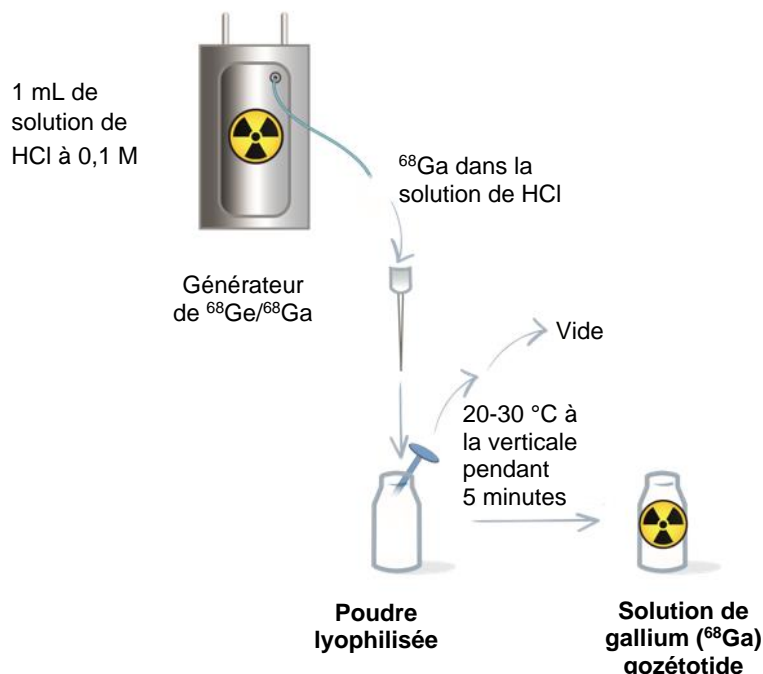 1 mL de
solution de
HCl à 0,1 M
⁶⁸Ga dans la
solution de HCl
Générateur
de ⁶⁸Ge/⁶⁸Ga
Vide
20-30 °C à
la verticale
pendant
5 minutes
Poudre
lyophilisée
Solution de
gallium (⁶⁸Ga)
gozétotide